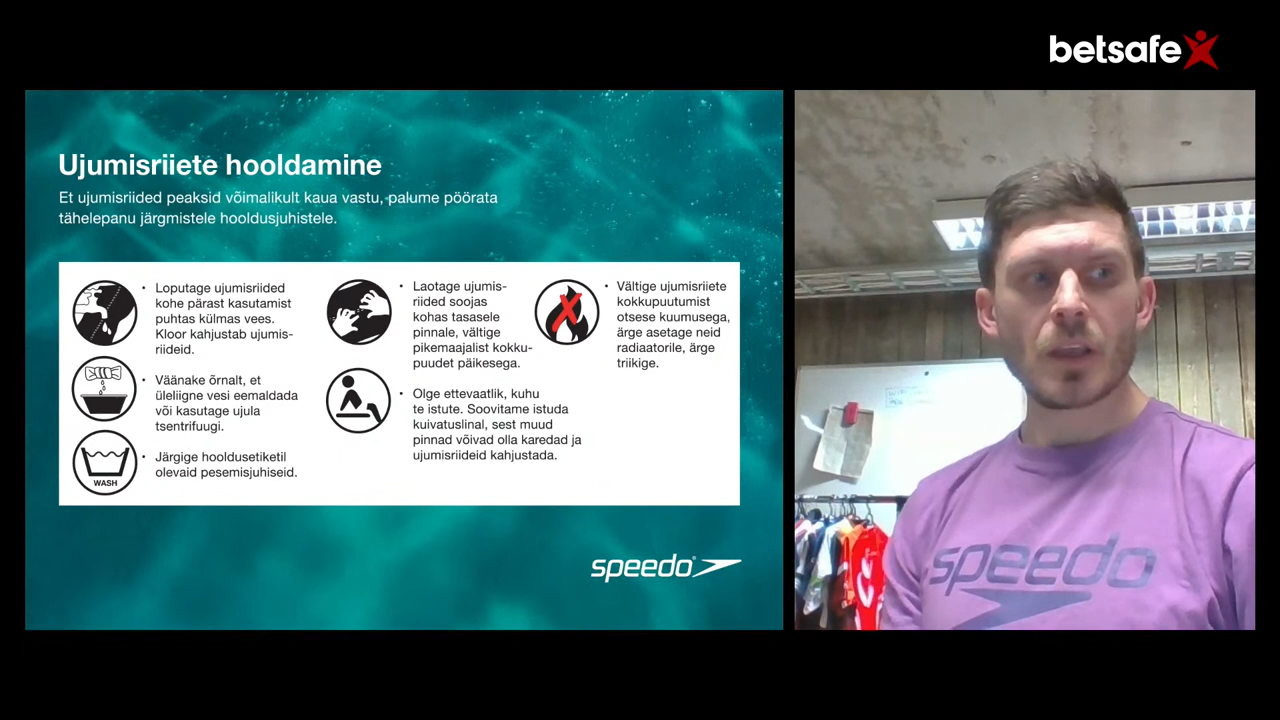 betsafe
Ujumisriiete hooldamine
Et ujumisriided peaksid võimalikult kaua vastu, palume pöörata
tähelepanu järgmistele hooldusjuhistele.
• Loputage ujumisriided
kohe pärast kasutamist
puhtas külmas vees.
Kloor kahjustab ujumis-
riideid.
• Väänake õrnalt, et
üleliigne vesi eemaldada
või kasutage ujula
tsentrifuugi.
WASH
• Järgige hooldusetiketil
olevaid pesemisjuhiseid.
• Laotage ujumis-
riided soojas
kohas tasasele
pinnale, vältige
pikemaajalist kokku-
puudet päikesega.
• Olge ettevaatlik, kuhu
te istute. Soovitame istuda
kuivatuslinal, sest muud
pinnad võivad olla karedad ja
ujumisriideid kahjustada.
• Vältige ujumisriiete
kokkupuutumist
otsese kuumusega,
ärge asetage neid
radiaatorile, ärge
triikige.
speedo
speedo